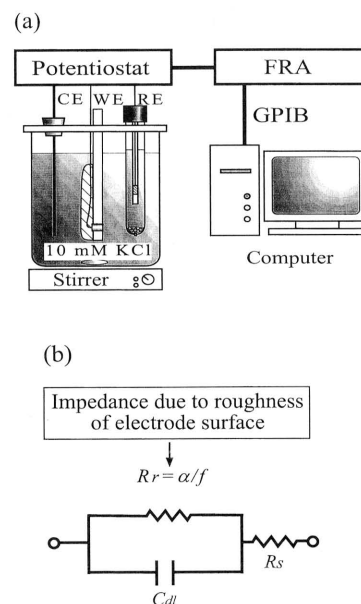 (a)
Potentiostat
FRA
CE WE RE
GPIB
10 mM KCl
Stirrer
Computer
(b)
Impedance due to roughness
of electrode surface
Rr = α/f
Rs
Cdl